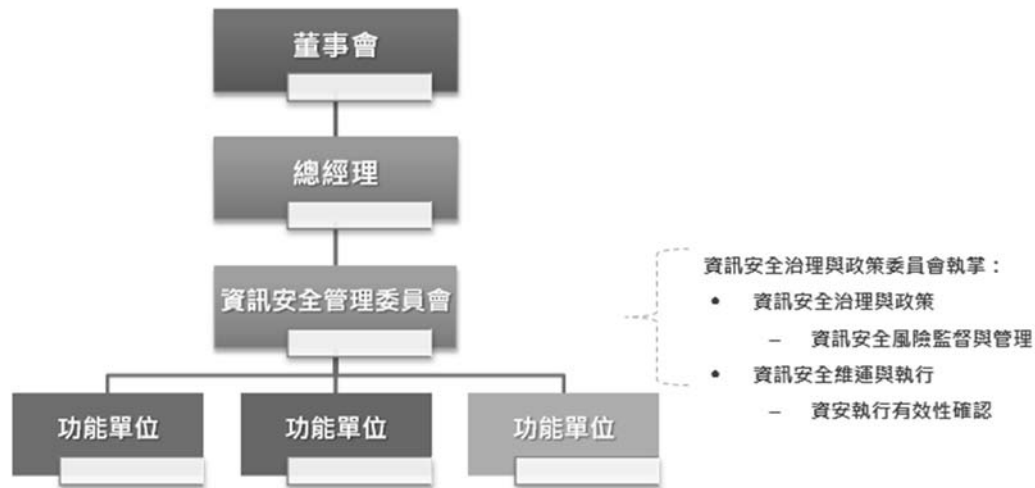 董事會
總經理
資訊安全管理委員會
功能單位
功能單位
功能單位
資訊安全治理與政策委員會執掌：
• 資訊安全治理與政策
– 資訊安全風險監督與管理
• 資訊安全維運與執行
– 資安執行有效性確認